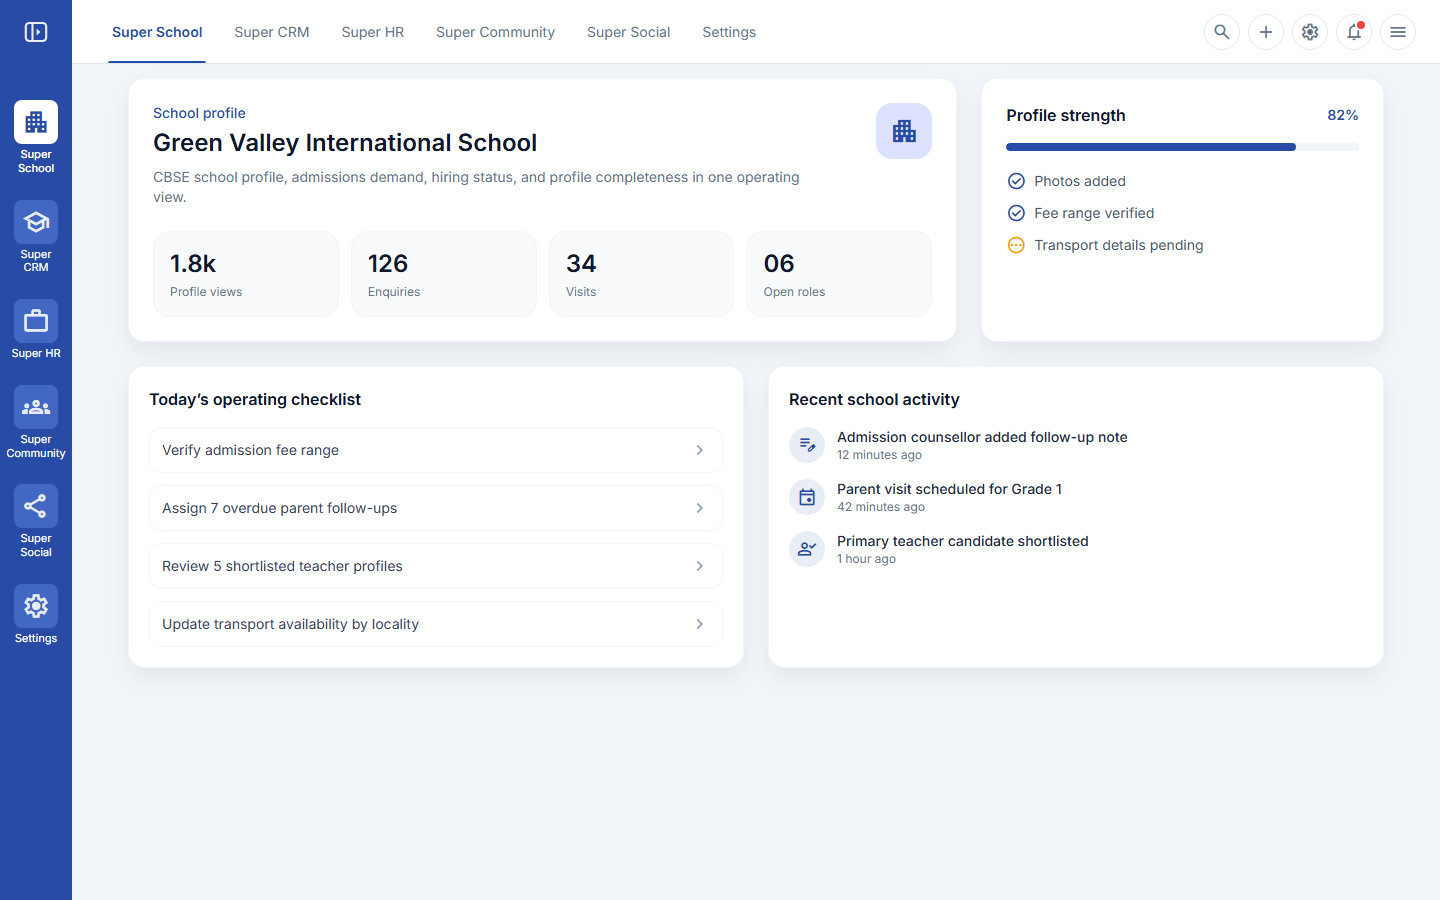 Super School
Super CRM
Super HR
Super Community
Super Social
Settings
Super
School
Super
CRM
Super HR
Super
Community
Super
Social
Settings
School profile
Green Valley International School
CBSE school profile, admissions demand, hiring status, and profile completeness in one operating
view.
1.8k
Profile views
126
Enquiries
34
Visits
06
Open roles
Profile strength
82%
Photos added
Fee range verified
Transport details pending
Today’s operating checklist
Verify admission fee range
Assign 7 overdue parent follow-ups
Review 5 shortlisted teacher profiles
Update transport availability by locality
Recent school activity
Admission counsellor added follow-up note
12 minutes ago
Parent visit scheduled for Grade 1
42 minutes ago
Primary teacher candidate shortlisted
1 hour ago